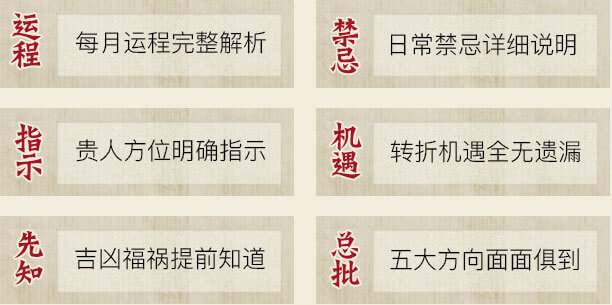 运程
每月运程完整解析
禁忌
日常禁忌详细说明
指示
贵人方位明确指示
机遇
转折机遇全无遗漏
先知
吉凶福祸提前知道
总批
五大方向面面俱到